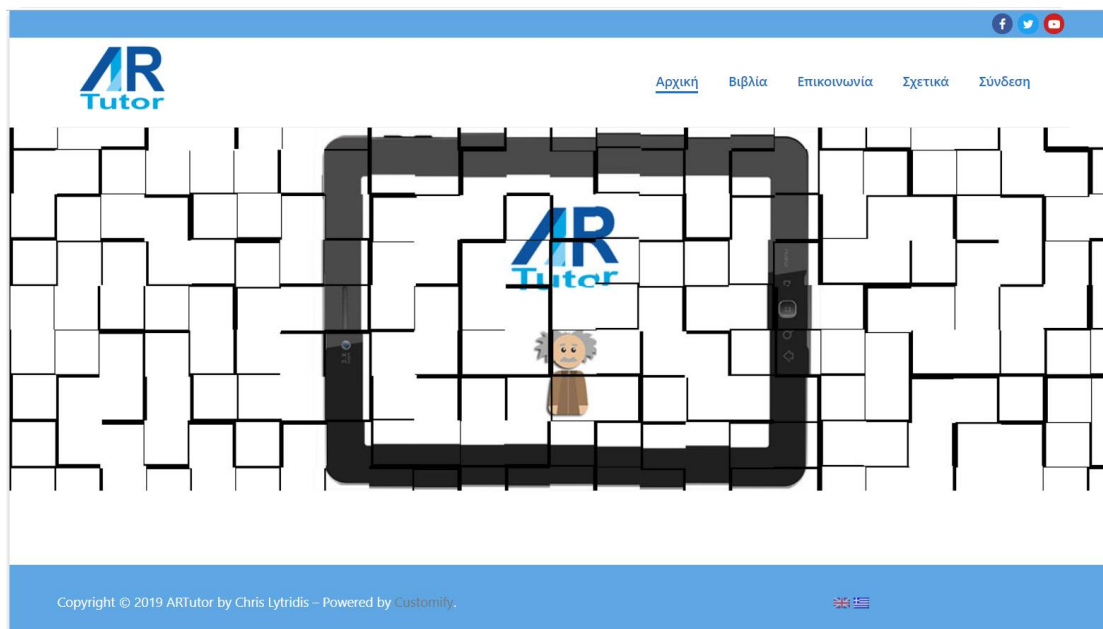 AR
Tutor
Αρχική Βιβλία Επικοινωνία Σχετικά Σύνδεση
AR
Tutor
Copyright © 2019 ARTutor by Chris Lytridis – Powered by Customify.